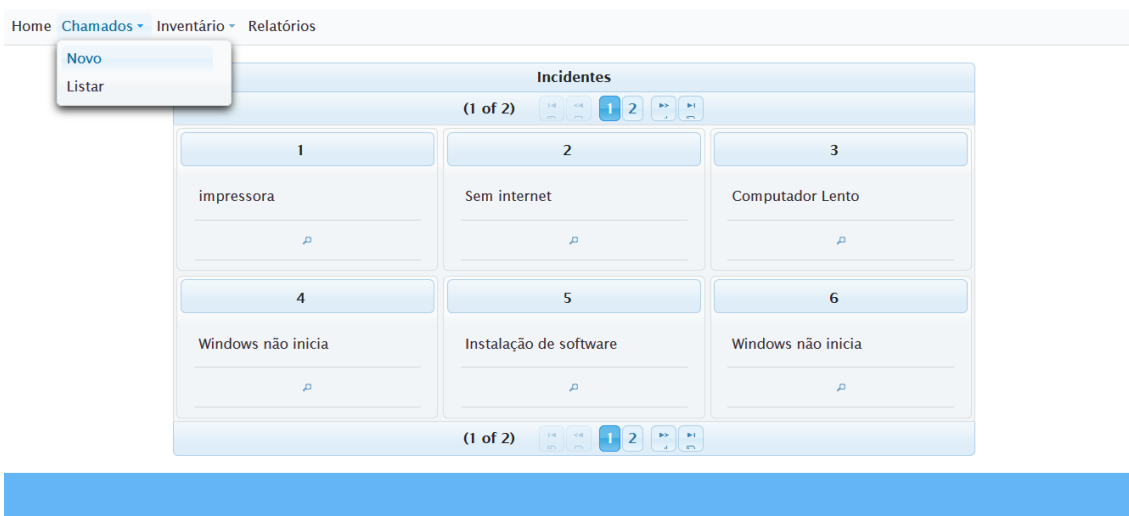 Home Chamados Inventário Relatórios
Novo
Listar
Incidentes
(1 of 2) 1 2
1 2 3
impressora Sem internet Computador Lento
4 5 6
Windows não inicia Instalação de software Windows não inicia
(1 of 2) 1 2